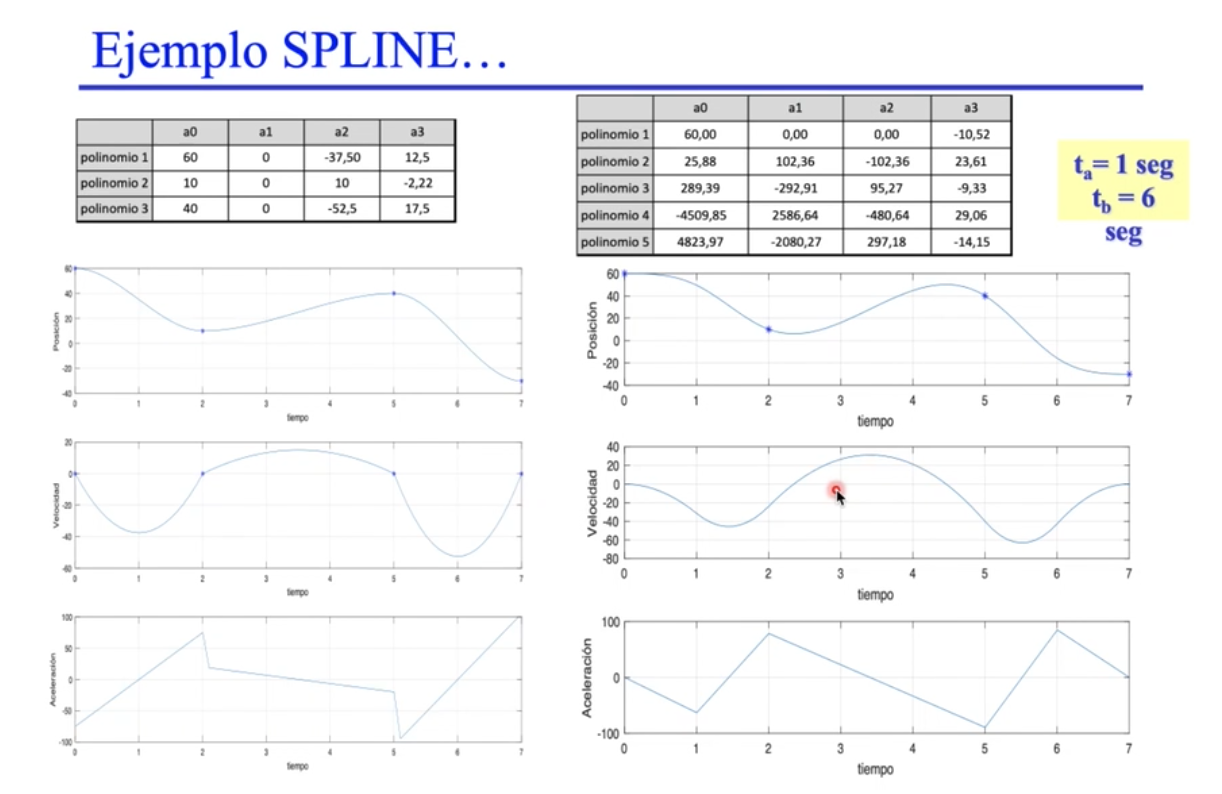 Ejemplo SPLINE…
a0 a1 a2 a3
polinomio 1 60 0 -37,50 12,5
polinomio 2 10 0 10 -2,22
polinomio 3 40 0 -52,5 17,5
a0 a1 a2 a3
polinomio 1 60,00 0,00 0,00 -10,52
polinomio 2 25,88 102,36 -102,36 23,61
polinomio 3 289,39 -292,91 95,27 -9,33
polinomio 4 -4509,85 2586,64 -480,64 29,06
polinomio 5 4823,97 -2080,27 297,18 -14,15
ta= 1 seg
tb = 6
seg
Posición
60
40
20
0
-20
-40
0 1 2 3 4 5 6 7
tiempo
Velocidad
20
0
-20
-40
-60
0 1 2 3 4 5 6 7
tiempo
Aceleración
100
50
0
-50
-100
0 1 2 3 4 5 6 7
tiempo
Posición
60
40
20
0
-20
-40
0 1 2 3 4 5 6 7
tiempo
Velocidad
40
20
0
-20
-40
-60
-80
0 1 2 3 4 5 6 7
tiempo
Aceleración
100
0
-100
0 1 2 3 4 5 6 7
tiempo